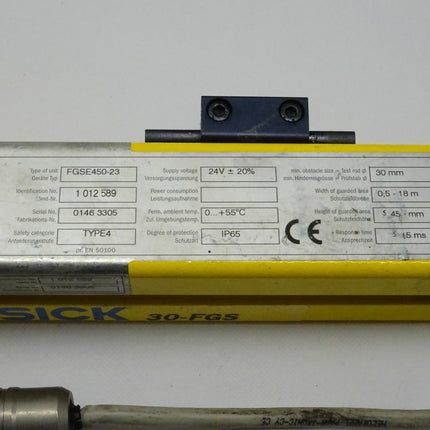 Type of unit FGSE450-23 Supply voltage 24V ± 20% min. obstacle size = Test rod ø 30 mm
Geräte Typ Versorgungsspannung min. Hindernissgrösse = Prüfstab ø
Identification No. 1 012 589 Power consumption Width of guarded area 0,5 - 18 m
Ident-Nr. Leistungsaufnahme Schutzfeldbreite
Serial No. 0146 3305 Perm. ambient temp. 0...+55°C Height of guarded area 45 mm
Fabrikations-Nr. Zul. Umgebungstemp. Schutzfeldhöhe
Safety categorie TYPE4 Degree of protection IP65 CE Response time 15 ms
Anforderungsstufe Schutzart Ansprechzeit
pr EN 50100
SICK 30-FGS